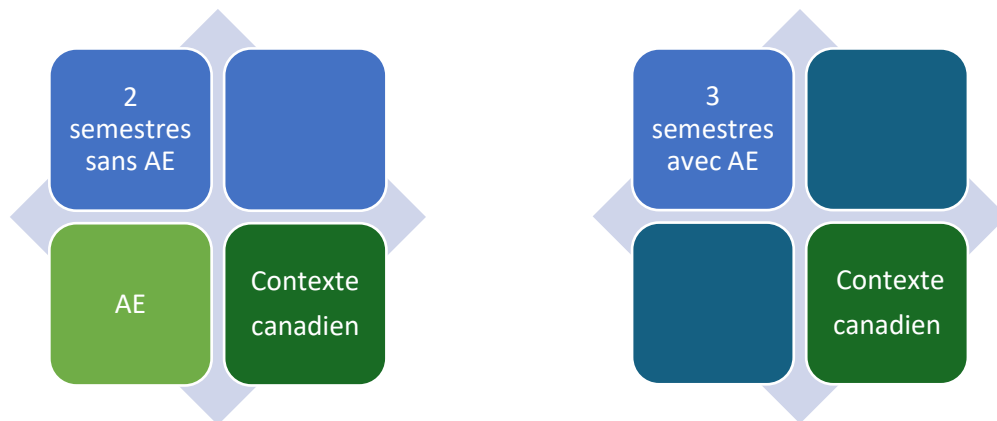 2
semestres
sans AE
3
semestres
avec AE
AE
Contexte
canadien
Contexte
canadien